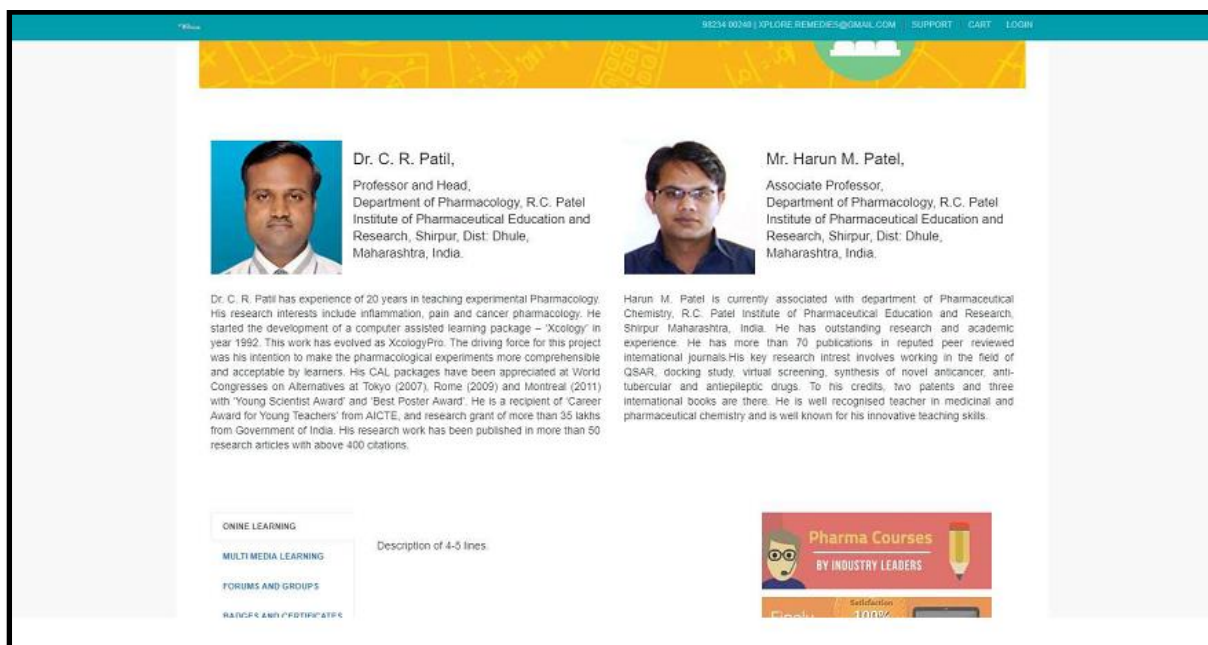 98234 00240 | XPLORE.REMEDIES@GMAIL.COM SUPPORT CART LOGIN
Dr. C. R. Patil,
Professor and Head,
Department of Pharmacology, R.C. Patel
Institute of Pharmaceutical Education and
Research, Shirpur, Dist: Dhule,
Maharashtra, India.
Dr. C. R. Patil has experience of 20 years in teaching experimental Pharmacology.
His research interests include inflammation, pain and cancer pharmacology. He
started the development of a computer assisted learning package – 'Xcology' in
year 1992. This work has evolved as XcologyPro. The driving force for this project
was his intention to make the pharmacological experiments more comprehensible
and acceptable by learners. His CAL packages have been appreciated at World
Congresses on Alternatives at Tokyo (2007), Rome (2009) and Montreal (2011)
with 'Young Scientist Award' and 'Best Poster Award'. He is a recipient of 'Career
Award for Young Teachers' from AICTE, and research grant of more than 35 lakhs
from Government of India. His research work has been published in more than 50
research articles with above 400 citations.
Mr. Harun M. Patel,
Associate Professor,
Department of Pharmacology, R.C. Patel
Institute of Pharmaceutical Education and
Research, Shirpur, Dist: Dhule,
Maharashtra, India.
Harun M. Patel is currently associated with department of Pharmaceutical
Chemistry, R.C. Patel Institute of Pharmaceutical Education and Research,
Shirpur Maharashtra, India. He has outstanding research and academic
experience. He has more than 70 publications in reputed peer reviewed
international journals.His key research intrest involves working in the field of
QSAR, docking study, virtual screening, synthesis of novel anticancer, anti-
tubercular and antiepileptic drugs. To his credits, two patents and three
international books are there. He is well recognised teacher in medicinal and
pharmaceutical chemistry and is well known for his innovative teaching skills.
ONINE LEARNING
MULTI MEDIA LEARNING
FORUMS AND GROUPS
BADGES AND CERTIFICATES
Description of 4-5 lines.
Pharma Courses
BY INDUSTRY LEADERS
Satisfaction
100%